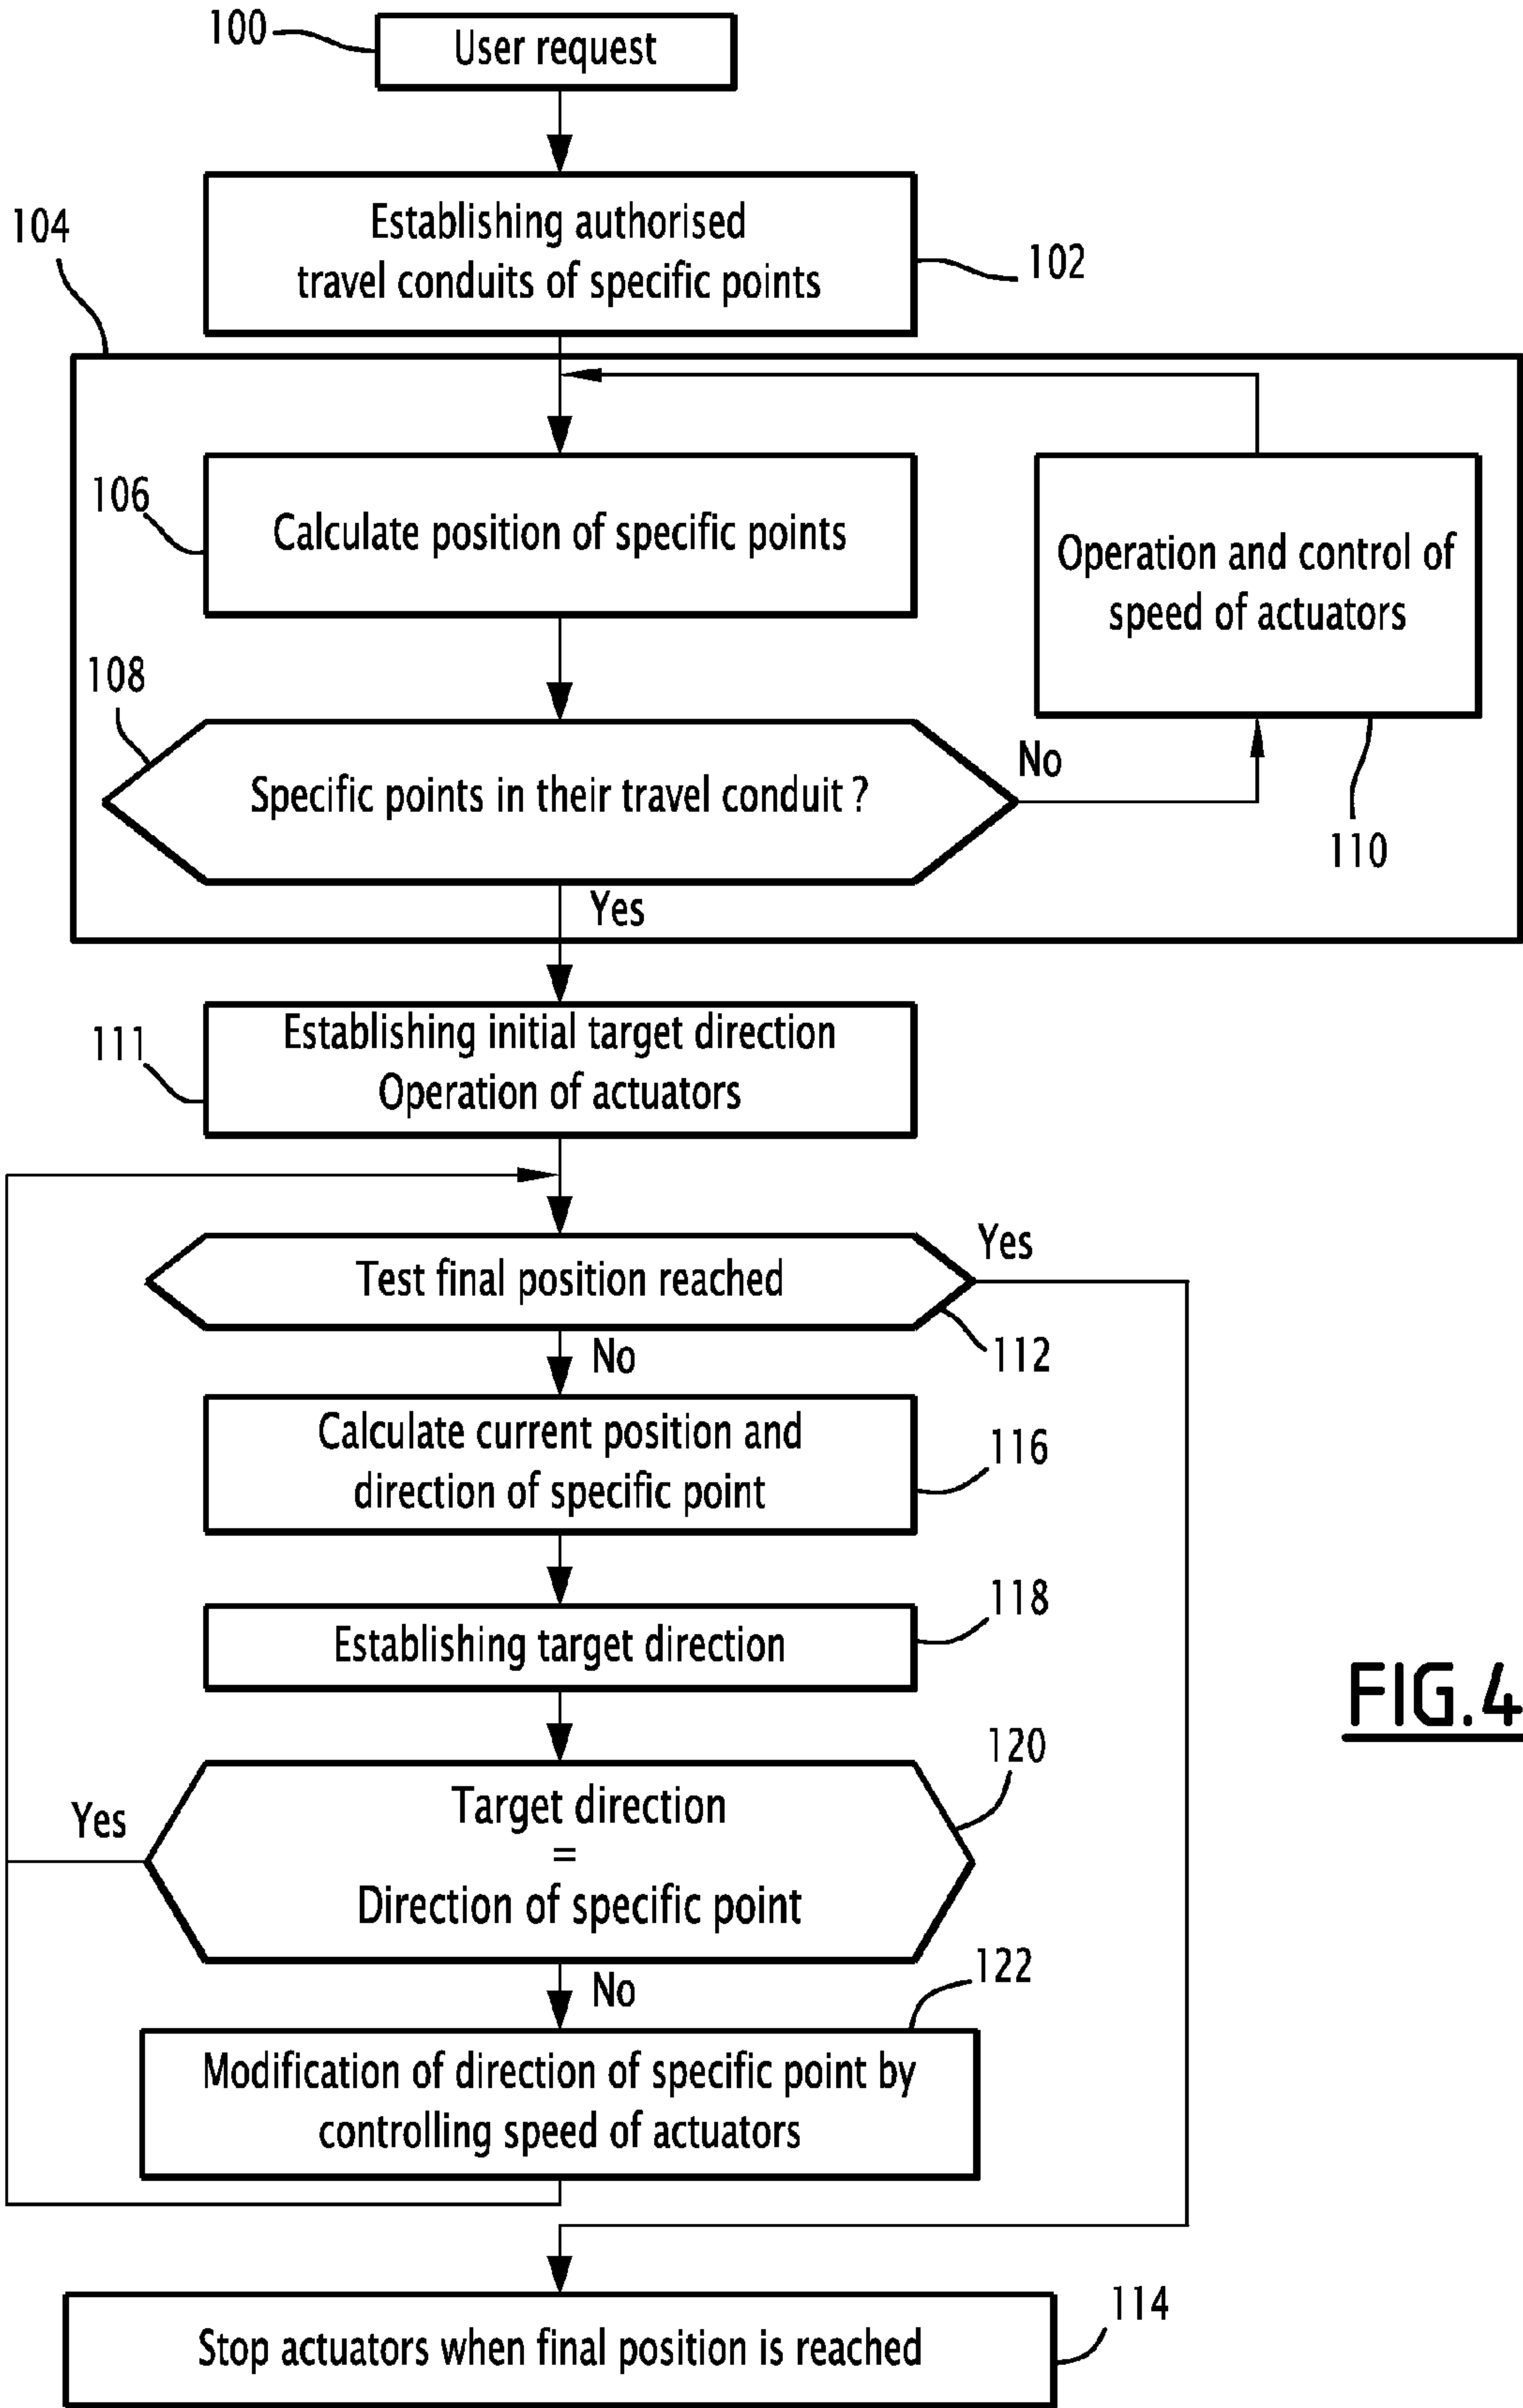 100
User request
Establishing authorised
travel conduits of specific points
102
104
106
Calculate position of specific points
Operation and control of
speed of actuators
108
Specific points in their travel conduit ?
No
110
Yes
111
Establishing initial target direction
Operation of actuators
Test final position reached
Yes
112
No
Calculate current position and
direction of specific point
116
118
Establishing target direction
FIG.4
120
Yes
Target direction
=
Direction of specific point
No
122
Modification of direction of specific point by
controlling speed of actuators
114
Stop actuators when final position is reached